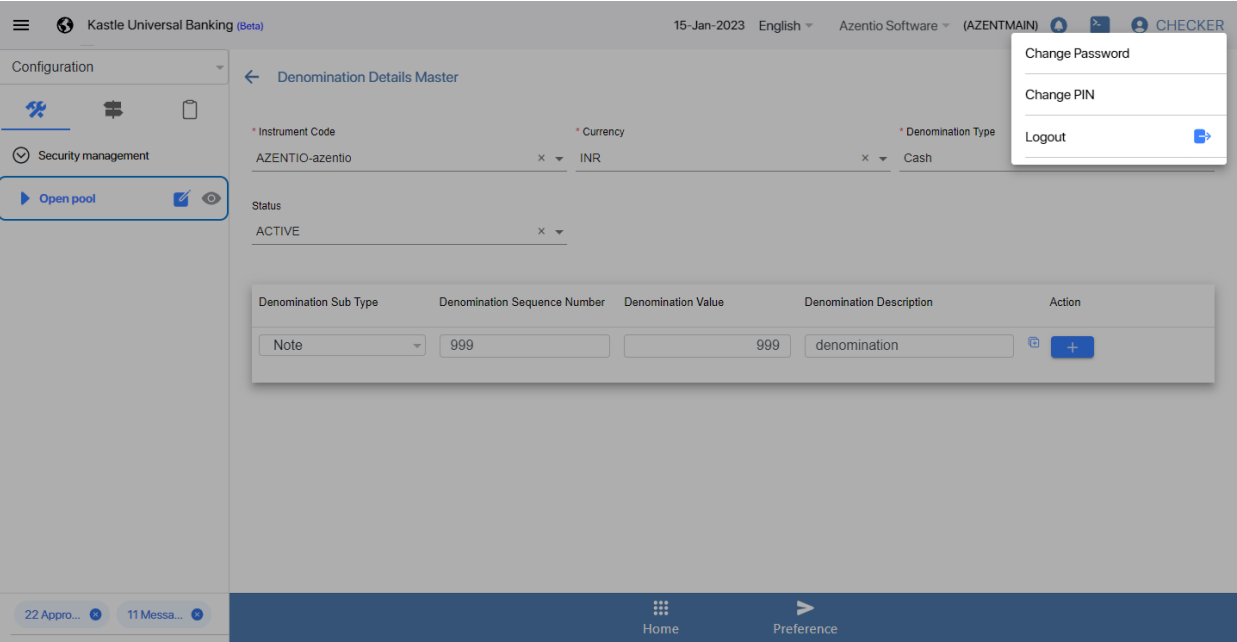 Kastle Universal Banking (Beta)
15-Jan-2023 English Azentio Software (AZENTMAIN) CHECKER
Change Password
Change PIN
Logout
Configuration
Security management
Open pool
Denomination Details Master
* Instrument Code * Currency * Denomination Type
AZENTIO-azentio × INR × Cash
Status
ACTIVE ×
Denomination Sub Type Denomination Sequence Number Denomination Value Denomination Description Action
Note 999 999 denomination +
22 Appro... 11 Messa...
Home Preference